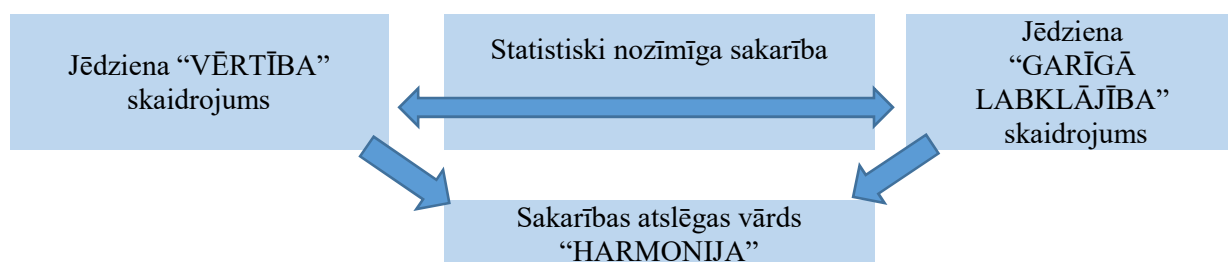 Jēdziena “VĒRTĪBA”
skaidrojums
Statistiski nozīmīga sakarība
Jēdziena
“GARĪGĀ
LABKLĀJĪBA”
skaidrojums
Sakarības atslēgas vārds
“HARMONIJA”